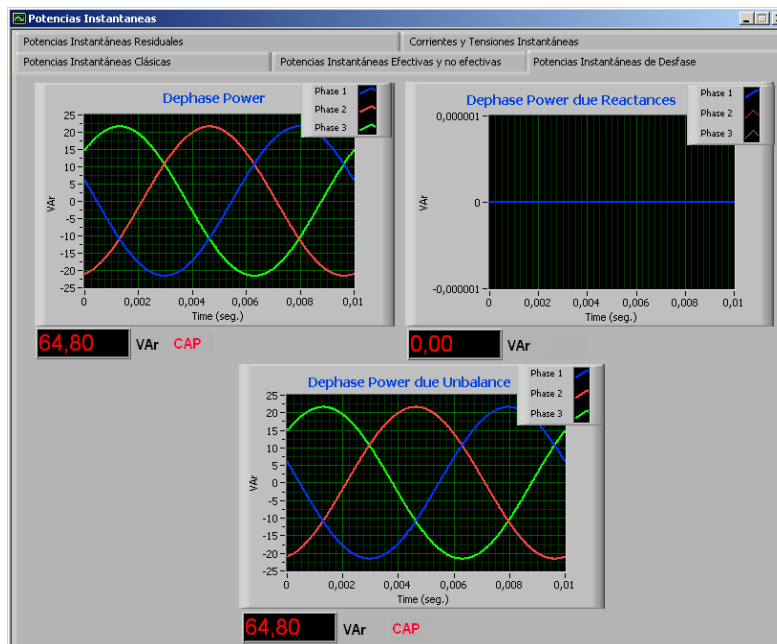 Potencias Instantaneas
Potencias Instantáneas Residuales
Corrientes y Tensiones Instantáneas
Potencias Instantáneas Clásicas
Potencias Instantáneas Efectivas y no efectivas
Potencias Instantáneas de Desfase
Dephase Power
Phase 1
Phase 2
Phase 3
25
20
15
10
5
0
-5
-10
-15
-20
-25
VAr
0
0,002
0,004
0,006
0,008
0,01
Time (seg.)
64,80 VAr CAP
Dephase Power due Reactances
Phase 1
Phase 2
Phase 3
0,000001
0
-0,000001
VAr
0
0,002
0,004
0,006
0,008
0,01
Time (seg.)
0,00 VAr
Dephase Power due Unbalance
Phase 1
Phase 2
Phase 3
25
20
15
10
5
0
-5
-10
-15
-20
-25
VAr
0
0,002
0,004
0,006
0,008
0,01
Time (seg.)
64,80 VAr CAP